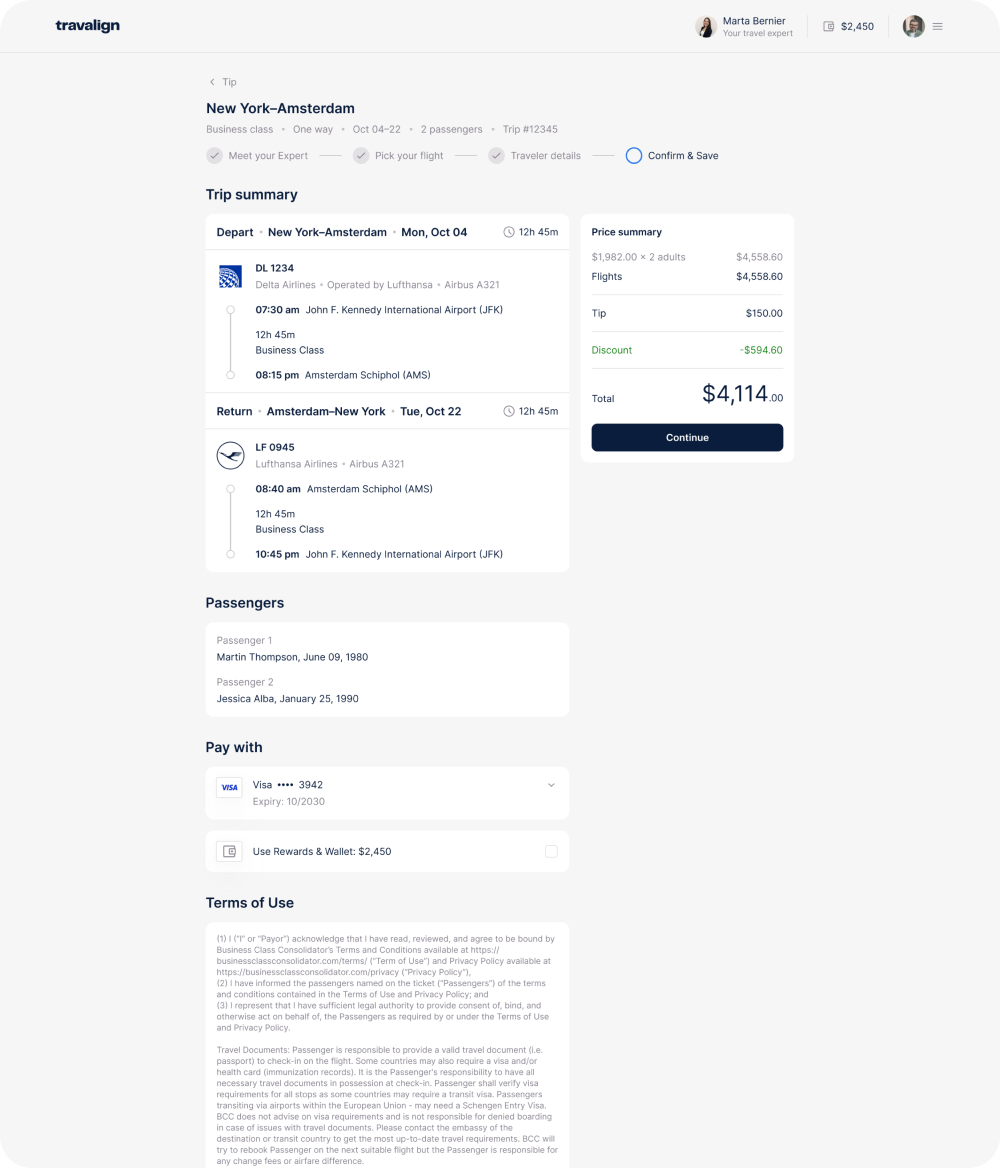 travalign
Marta Bernier
Your travel expert
$2,450
Tip
New York–Amsterdam
Business class • One way • Oct 04–22 • 2 passengers • Trip #12345
Meet your Expert
Pick your flight
Traveler details
Confirm & Save
Trip summary
Depart • New York–Amsterdam • Mon, Oct 04
12h 45m
DL 1234
Delta Airlines • Operated by Lufthansa • Airbus A321
07:30 am John F. Kennedy International Airport (JFK)
12h 45m
Business Class
08:15 pm Amsterdam Schiphol (AMS)
Return • Amsterdam–New York • Tue, Oct 22
12h 45m
LF 0945
Lufthansa Airlines • Airbus A321
08:40 am Amsterdam Schiphol (AMS)
12h 45m
Business Class
10:45 pm John F. Kennedy International Airport (JFK)
Price summary
$1,982.00 × 2 adults $4,558.60
Flights $4,558.60
Tip $150.00
Discount -$594.60
Total $4,114.00
Continue
Passengers
Passenger 1
Martin Thompson, June 09, 1980
Passenger 2
Jessica Alba, January 25, 1990
Pay with
VISA
Visa •••• 3942
Expiry: 10/2030
Use Rewards & Wallet: $2,450
Terms of Use
(1) I ("I" or "Payor") acknowledge that I have read, reviewed, and agree to be bound by
Business Class Consolidator's Terms and Conditions available at https://
businessclassconsolidator.com/terms/ ("Term of Use") and Privacy Policy available at
https://businessclassconsolidator.com/privacy ("Privacy Policy"),
(2) I have informed the passengers named on the ticket ("Passengers") of the terms
and conditions contained in the Terms of Use and Privacy Policy; and
(3) I represent that I have sufficient legal authority to provide consent of, bind, and
otherwise act on behalf of, the Passengers as required by or under the Terms of Use
and Privacy Policy.
Travel Documents: Passenger is responsible to provide a valid travel document (i.e.
passport) to check-in on the flight. Some countries may also require a visa and/or
health card (immunization records). It is the Passenger's responsibility to have all
necessary travel documents in possession at check-in. Passenger shall verify visa
requirements for all stops as some countries may require a transit visa. Passengers
transiting via airports within the European Union - may need a Schengen Entry Visa.
BCC does not advise on visa requirements and is not responsible for denied boarding
in case of issues with travel documents. Please contact the embassy of the
destination or transit country to get the most up-to-date travel requirements. BCC will
try to rebook Passenger on the next suitable flight but the Passenger is responsible for
any change fees or airfare difference.